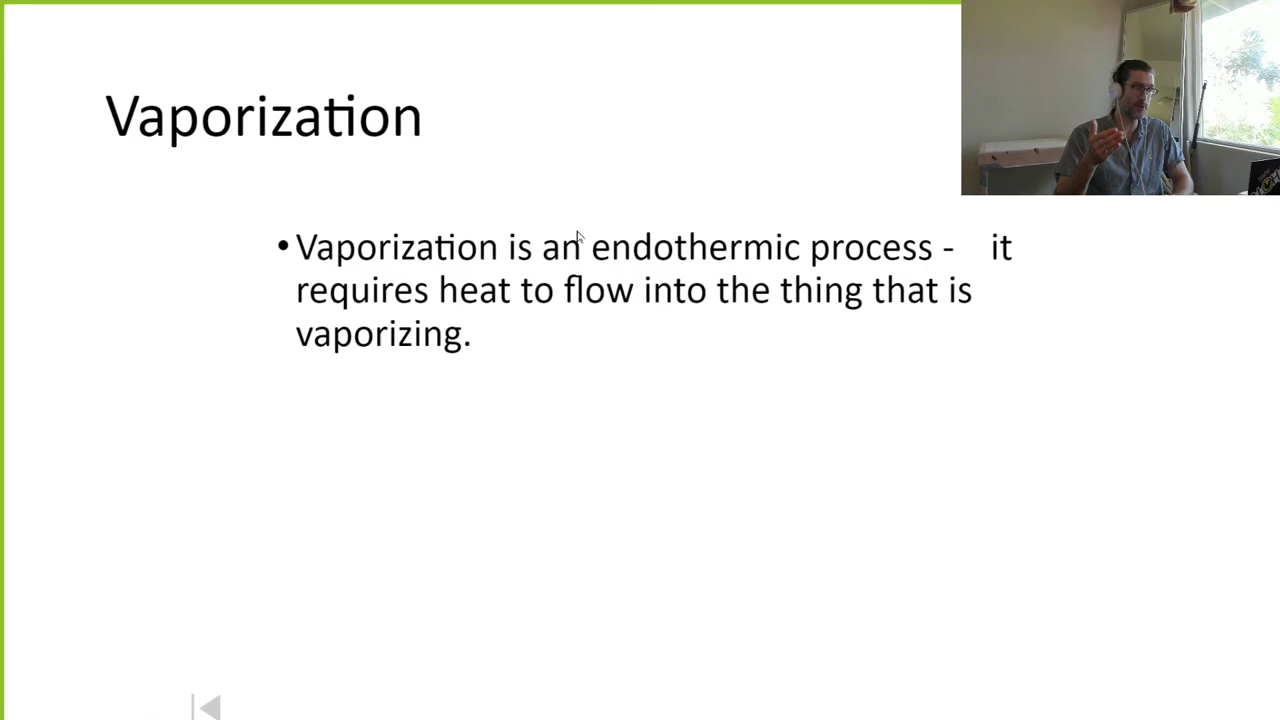 Vaporization
• Vaporization is an endothermic process - it
requires heat to flow into the thing that is
vaporizing.